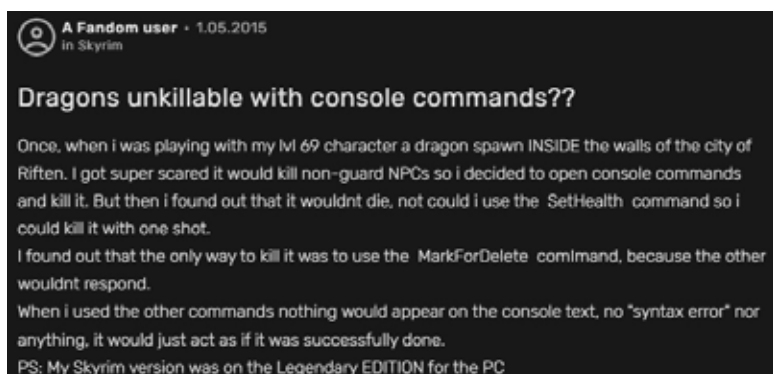 A Fandom user • 1.05.2015
in Skyrim
Dragons unkillable with console commands??
Once, when i was playing with my lvl 69 character a dragon spawn INSIDE the walls of the city of
Riften. I got super scared it would kill non-guard NPCs so i decided to open console commands
and kill it. But then i found out that it wouldnt die, not could i use the SetHealth command so i
could kill it with one shot.
I found out that the only way to kill it was to use the MarkForDelete comlmand, because the other
wouldnt respond.
When i used the other commands nothing would appear on the console text, no "syntax error" nor
anything, it would just act as if it was successfully done.
PS: My Skyrim version was on the Legendary EDITION for the PC